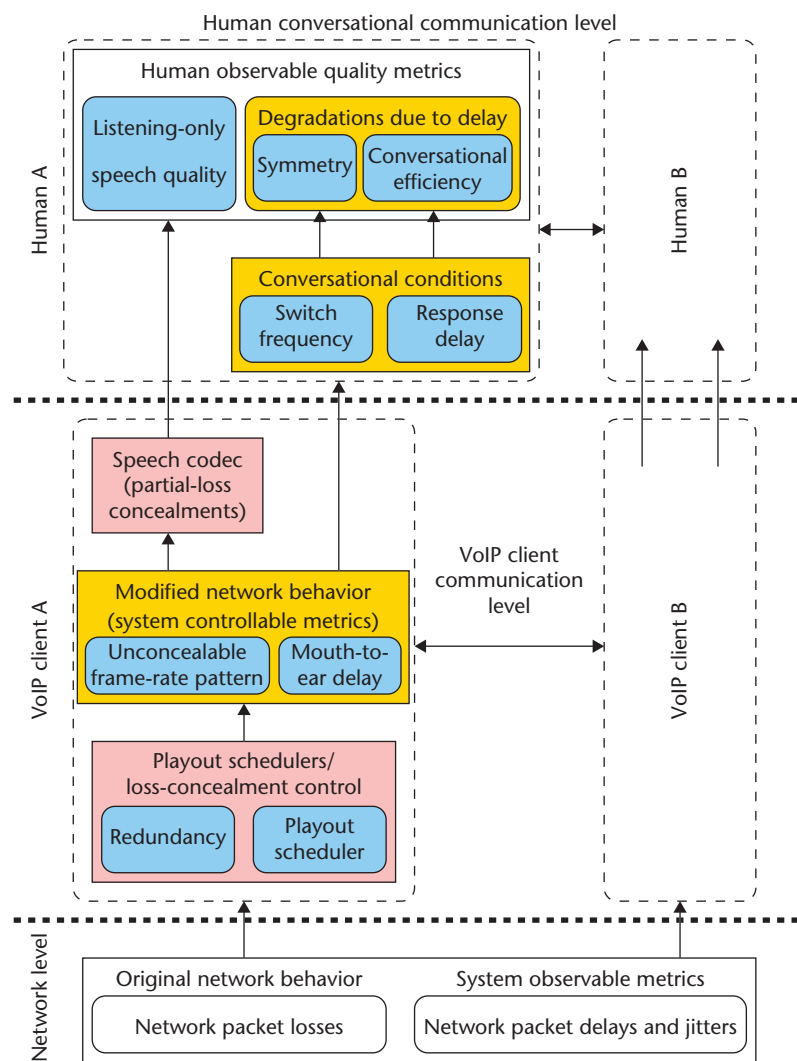 Human conversational communication level
Human A
Human observable quality metrics
Listening-only
speech quality
Degradations due to delay
Symmetry
Conversational
efficiency
Conversational conditions
Switch
frequency
Response
delay
Human B
VoIP client A
Speech codec
(partial-loss
concealments)
Modified network behavior
(system controllable metrics)
Unconcealable
frame-rate pattern
Mouth-to-
ear delay
Playout schedulers/
loss-concealment control
Redundancy
Playout
scheduler
VoIP client
communication
level
VoIP client B
Network level
Original network behavior
Network packet losses
System observable metrics
Network packet delays and jitters